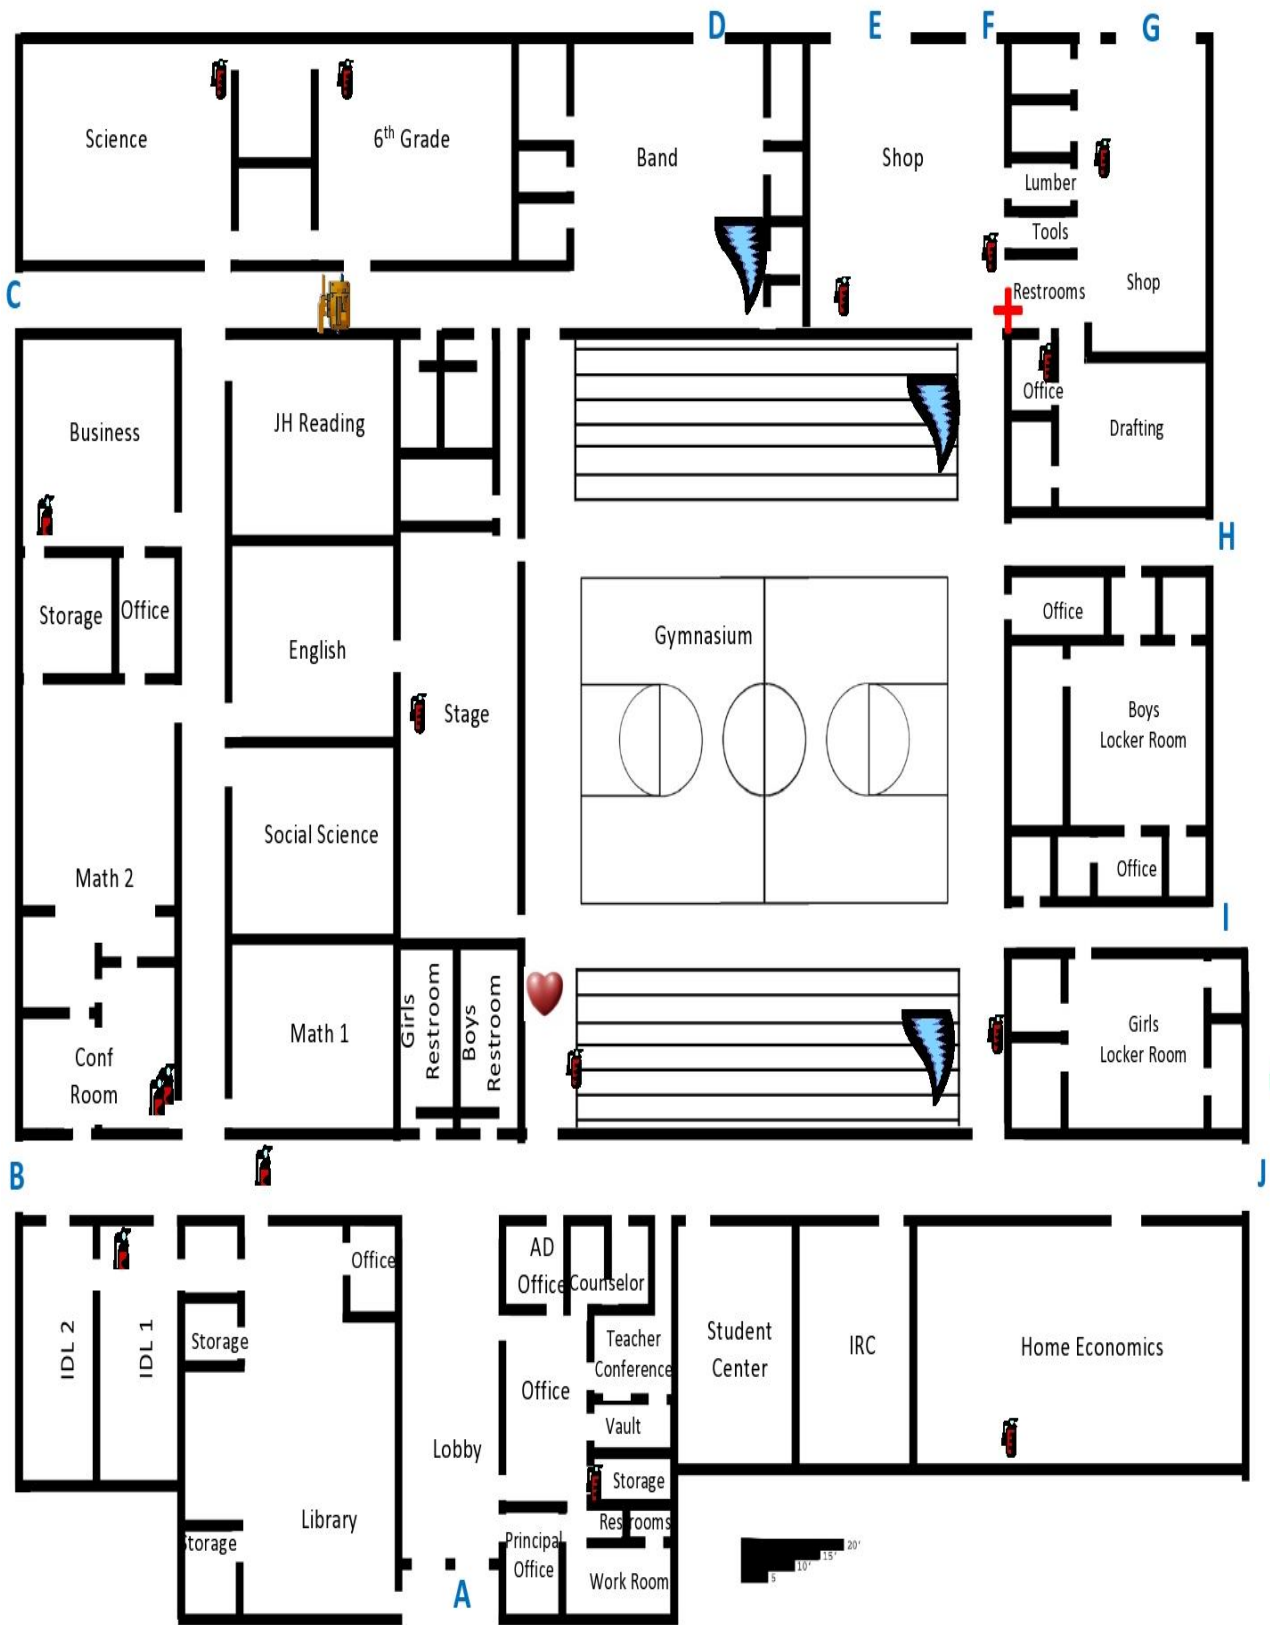 D
E
F
G
Science
6th Grade
Band
Shop
Lumber
Tools
Restrooms
Shop
C
Business
JH Reading
Office
Drafting
H
Storage
Office
English
Stage
Gymnasium
Office
Boys
Locker Room
Social Science
Math 2
Office
I
Math 1
Girls
Restroom
Boys
Restroom
Girls
Locker Room
Conf
Room
B
J
IDL 2
IDL 1
Storage
Office
AD
Office
Counselor
Teacher
Conference
Student
Center
IRC
Home Economics
Office
Vault
Lobby
Storage
Library
Storage
Restrooms
Principal
Office
Work Room
A
20'
15'
10'
5